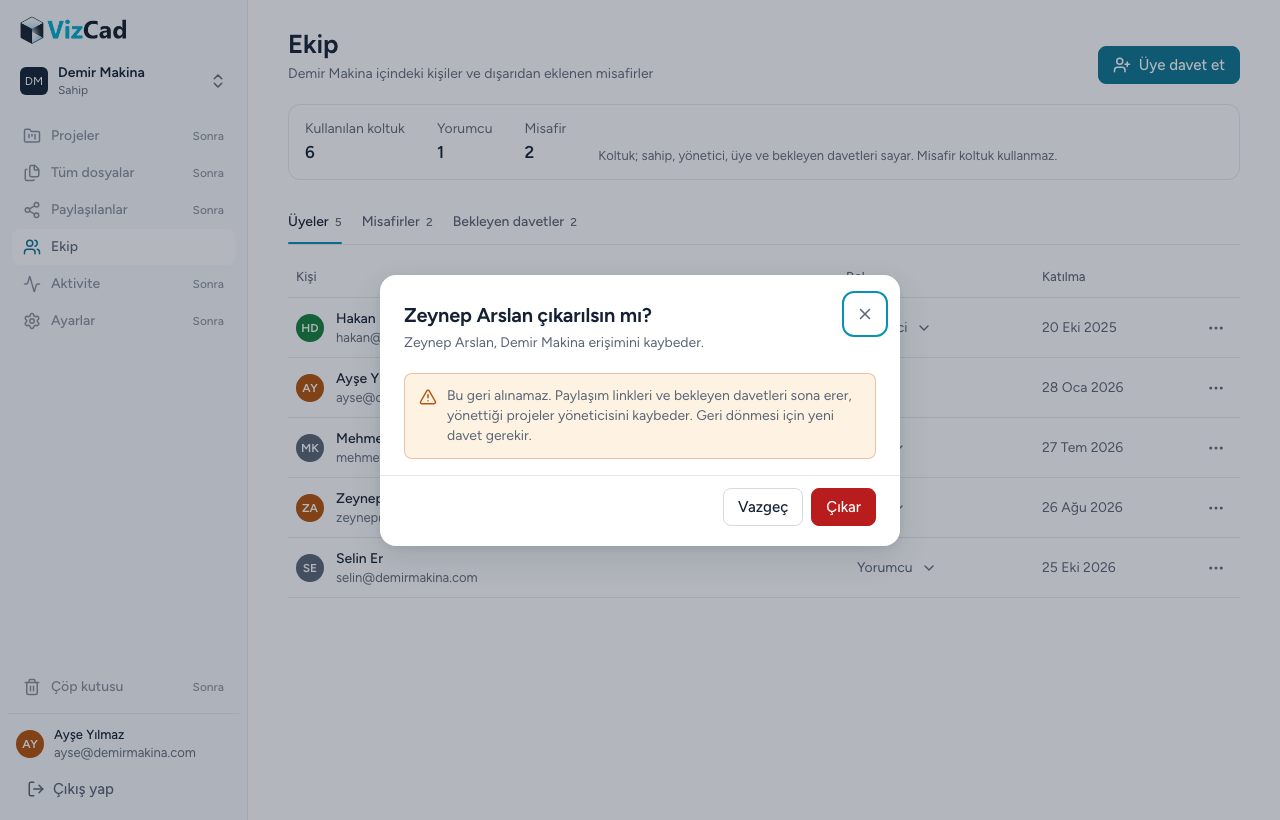 VizCad
DM
Demir Makina
Sahip
Projeler Sonra
Tüm dosyalar Sonra
Paylaşılanlar Sonra
Ekip
Aktivite Sonra
Ayarlar Sonra
Çöp kutusu Sonra
AY
Ayşe Yılmaz
ayse@demirmakina.com
Çıkış yap
Ekip
Demir Makina içindeki kişiler ve dışarıdan eklenen misafirler
Üye davet et
Kullanılan koltuk Yorumcu Misafir
6 1 2
Koltuk; sahip, yönetici, üye ve bekleyen davetleri sayar. Misafir koltuk kullanmaz.
Üyeler 5 Misafirler 2 Bekleyen davetler 2
Kişi Katılma
HD Hakan 20 Eki 2025
hakan@
AY Ayşe Y 28 Oca 2026
MK Mehme 27 Tem 2026
mehme
ZA Zeynep 26 Ağu 2026
SE Selin Er Yorumcu 25 Eki 2026
selin@demirmakina.com
Zeynep Arslan çıkarılsın mı?
Zeynep Arslan, Demir Makina erişimini kaybeder.
Bu geri alınamaz. Paylaşım linkleri ve bekleyen davetleri sona erer,
yönettiği projeler yöneticisini kaybeder. Geri dönmesi için yeni
davet gerekir.
Vazgeç Çıkar